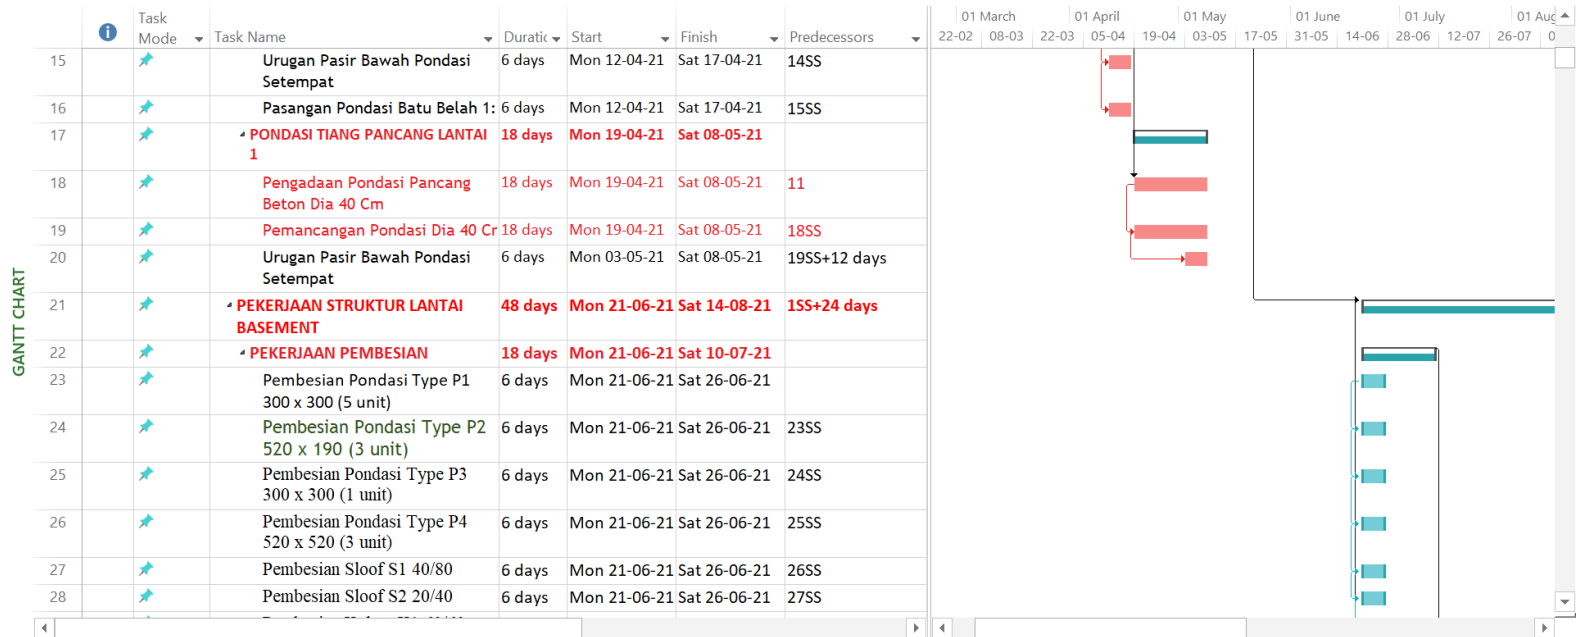 GANTT CHART
Task Mode Task Name Duratic Start Finish Predecessors
15 Urugan Pasir Bawah Pondasi Setempat 6 days Mon 12-04-21 Sat 17-04-21 14SS
16 Pasangan Pondasi Batu Belah 1: 6 days Mon 12-04-21 Sat 17-04-21 15SS
17 PONDASI TIANG PANCANG LANTAI 1 18 days Mon 19-04-21 Sat 08-05-21
18 Pengadaan Pondasi Pancang Beton Dia 40 Cm 18 days Mon 19-04-21 Sat 08-05-21 11
19 Pemancangan Pondasi Dia 40 Cr 18 days Mon 19-04-21 Sat 08-05-21 18SS
20 Urugan Pasir Bawah Pondasi Setempat 6 days Mon 03-05-21 Sat 08-05-21 19SS+12 days
21 PEKERJAAN STRUKTUR LANTAI BASEMENT 48 days Mon 21-06-21 Sat 14-08-21 1SS+24 days
22 PEKERJAAN PEMBESIAN 18 days Mon 21-06-21 Sat 10-07-21
23 Pembesian Pondasi Type P1 300 x 300 (5 unit) 6 days Mon 21-06-21 Sat 26-06-21
24 Pembesian Pondasi Type P2 520 x 190 (3 unit) 6 days Mon 21-06-21 Sat 26-06-21 23SS
25 Pembesian Pondasi Type P3 300 x 300 (1 unit) 6 days Mon 21-06-21 Sat 26-06-21 24SS
26 Pembesian Pondasi Type P4 520 x 520 (3 unit) 6 days Mon 21-06-21 Sat 26-06-21 25SS
27 Pembesian Sloof S1 40/80 6 days Mon 21-06-21 Sat 26-06-21 26SS
28 Pembesian Sloof S2 20/40 6 days Mon 21-06-21 Sat 26-06-21 27SS
01 March 01 April 01 May 01 June 01 July 01 Aug
22-02 08-03 22-03 05-04 19-04 03-05 17-05 31-05 14-06 28-06 12-07 26-07